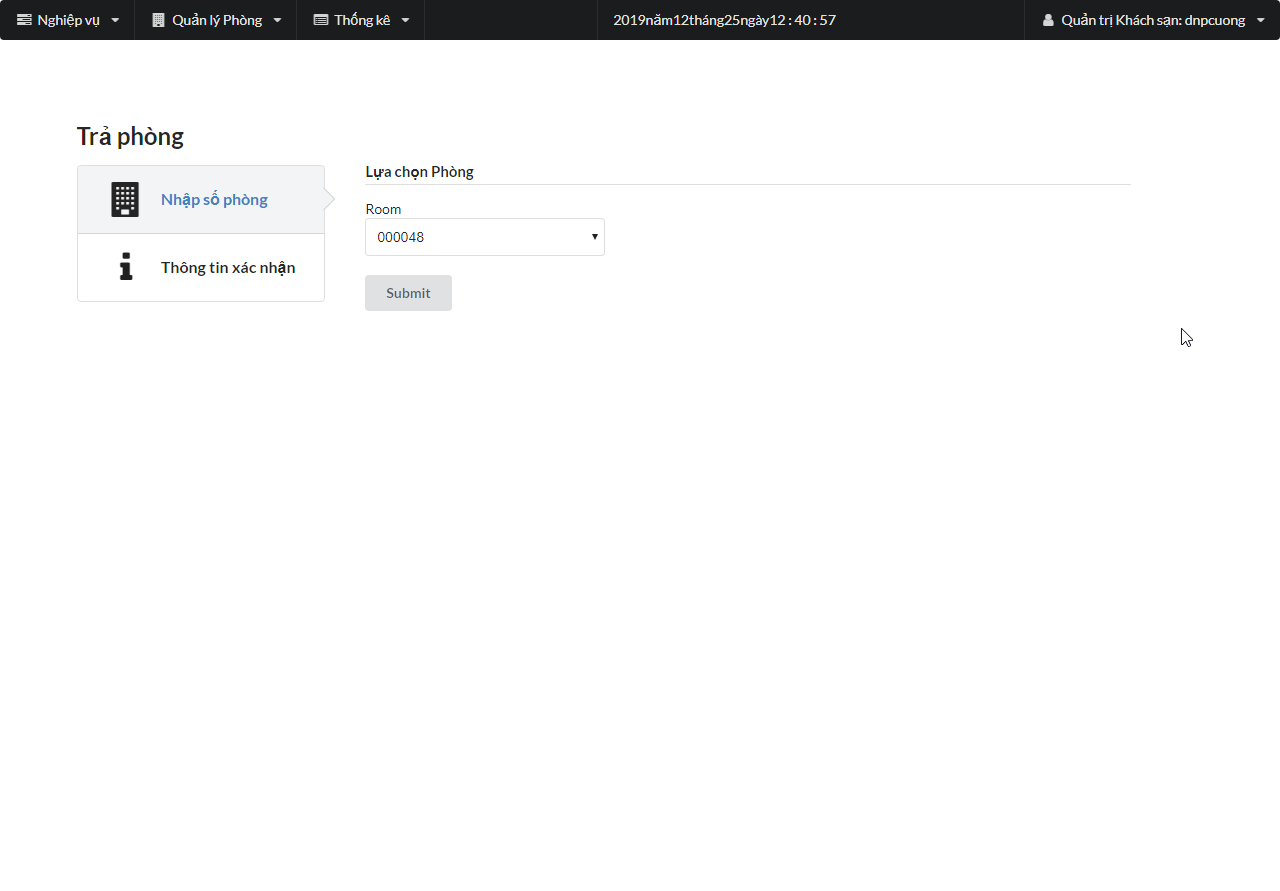 Nghiệp vụ Quản lý Phòng Thống kê 2019năm12tháng25ngày12 : 40 : 57 Quản trị Khách sạn: dnpcuong
Trả phòng
Nhập số phòng
Thông tin xác nhận
Lựa chọn Phòng
Room
000048
Submit